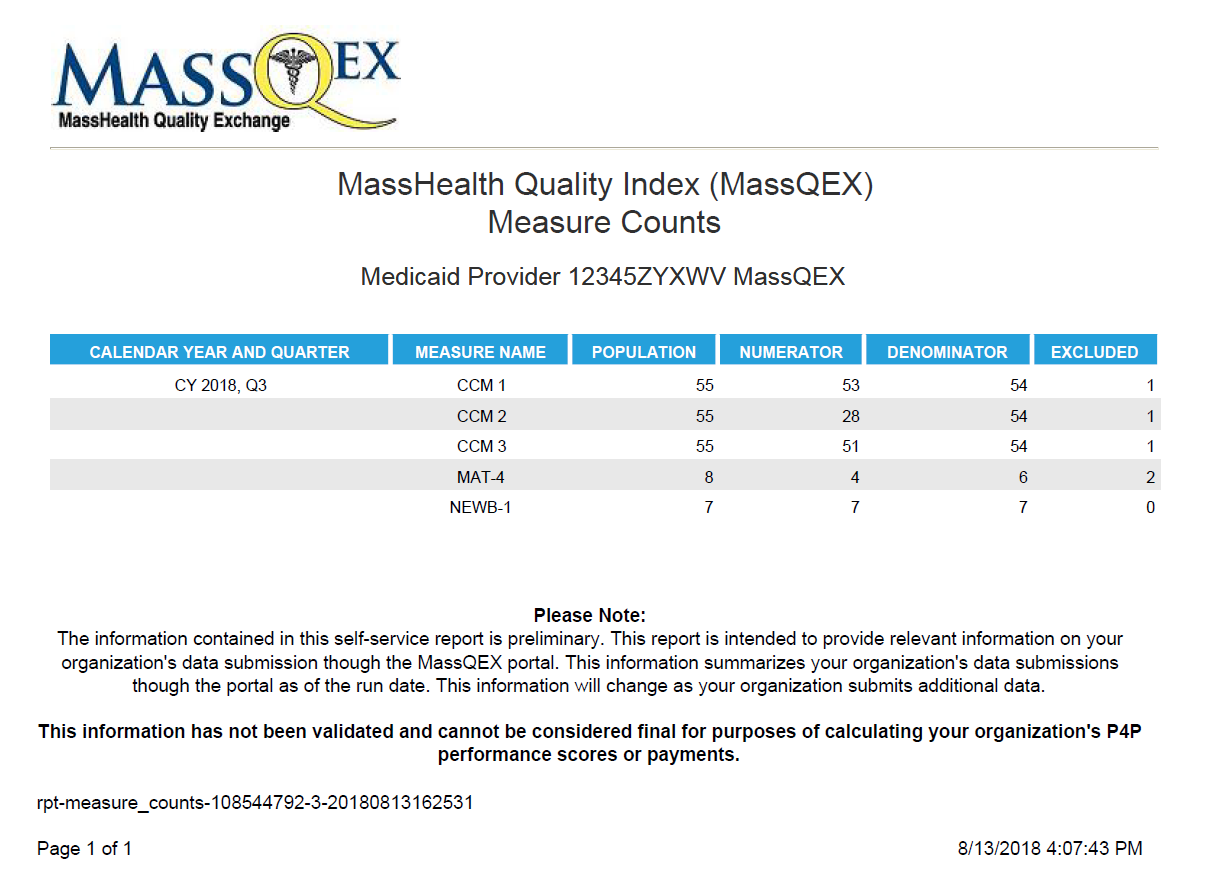 MASSQEX
MassHealth Quality Exchange
MassHealth Quality Index (MassQEX)
Measure Counts
Medicaid Provider 12345ZYXWV MassQEX
CALENDAR YEAR AND QUARTER MEASURE NAME POPULATION NUMERATOR DENOMINATOR EXCLUDED
CY 2018, Q3 CCM 1 55 53 54 1
CCM 2 55 28 54 1
CCM 3 55 51 54 1
MAT-4 8 4 6 2
NEWB-1 7 7 7 0
Please Note:
The information contained in this self-service report is preliminary. This report is intended to provide relevant information on your
organization's data submission though the MassQEX portal. This information summarizes your organization's data submissions
though the portal as of the run date. This information will change as your organization submits additional data.
This information has not been validated and cannot be considered final for purposes of calculating your organization's P4P
performance scores or payments.
rpt-measure_counts-108544792-3-20180813162531
Page 1 of 1 8/13/2018 4:07:43 PM